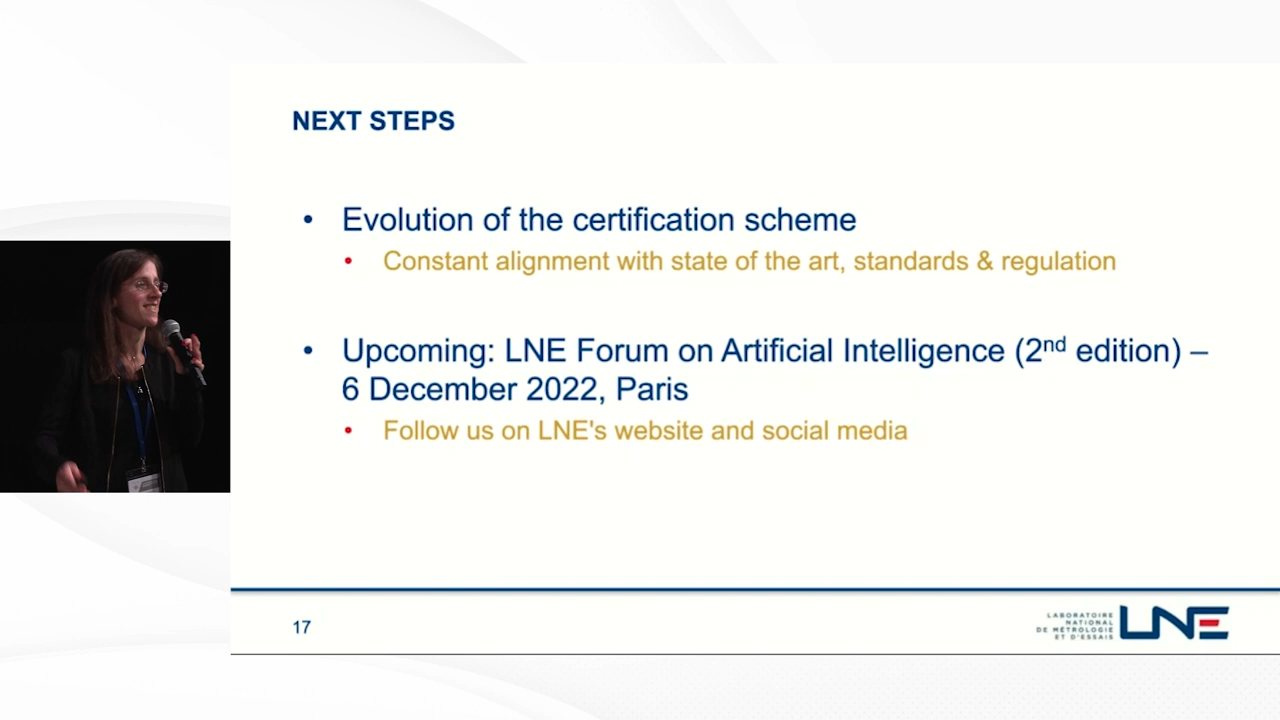 NEXT STEPS
• Evolution of the certification scheme
• Constant alignment with state of the art, standards & regulation
• Upcoming: LNE Forum on Artificial Intelligence (2nd edition) –
6 December 2022, Paris
• Follow us on LNE's website and social media
17
LABORATOIRE
NATIONAL
DE MÉTROLOGIE
ET D'ESSAIS
LNE